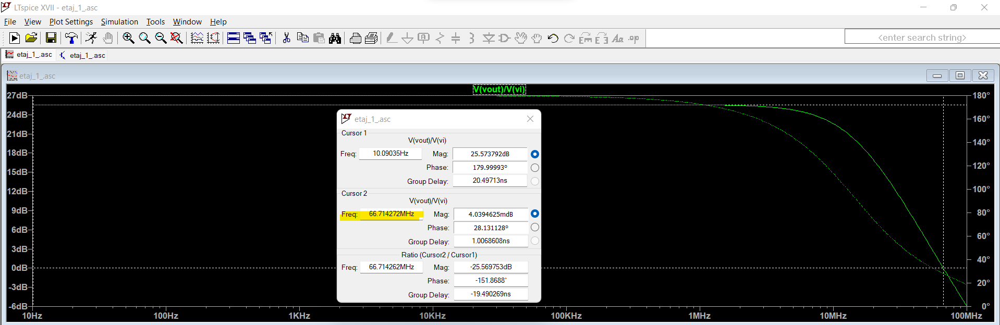 LTspice XVII - etaj_1_.asc
File View Plot Settings Simulation Tools Window Help
<enter search string>
etaj_1_.asc etaj_1_.asc
etaj_1_.asc
V(vout)/V(vi)
27dB
24dB
21dB
18dB
15dB
12dB
9dB
6dB
3dB
0dB
-3dB
-6dB
180°
160°
140°
120°
100°
80°
60°
40°
20°
0°
10Hz 100Hz 1KHz 10KHz 100KHz 1MHz 10MHz 100MHz
etaj_1_.asc
Cursor 1
V(vout)/V(vi)
Freq: 10.09035Hz Mag: 25.573792dB
Phase: 179.99993°
Group Delay: 20.49713ns
Cursor 2
V(vout)/V(vi)
Freq: 66.714272MHz Mag: 4.0394625mdB
Phase: 28.131128°
Group Delay: 1.0068608ns
Ratio (Cursor2 / Cursor1)
Freq: 66.714262MHz Mag: -25.569753dB
Phase: -151.8688°
Group Delay: -19.490269ns